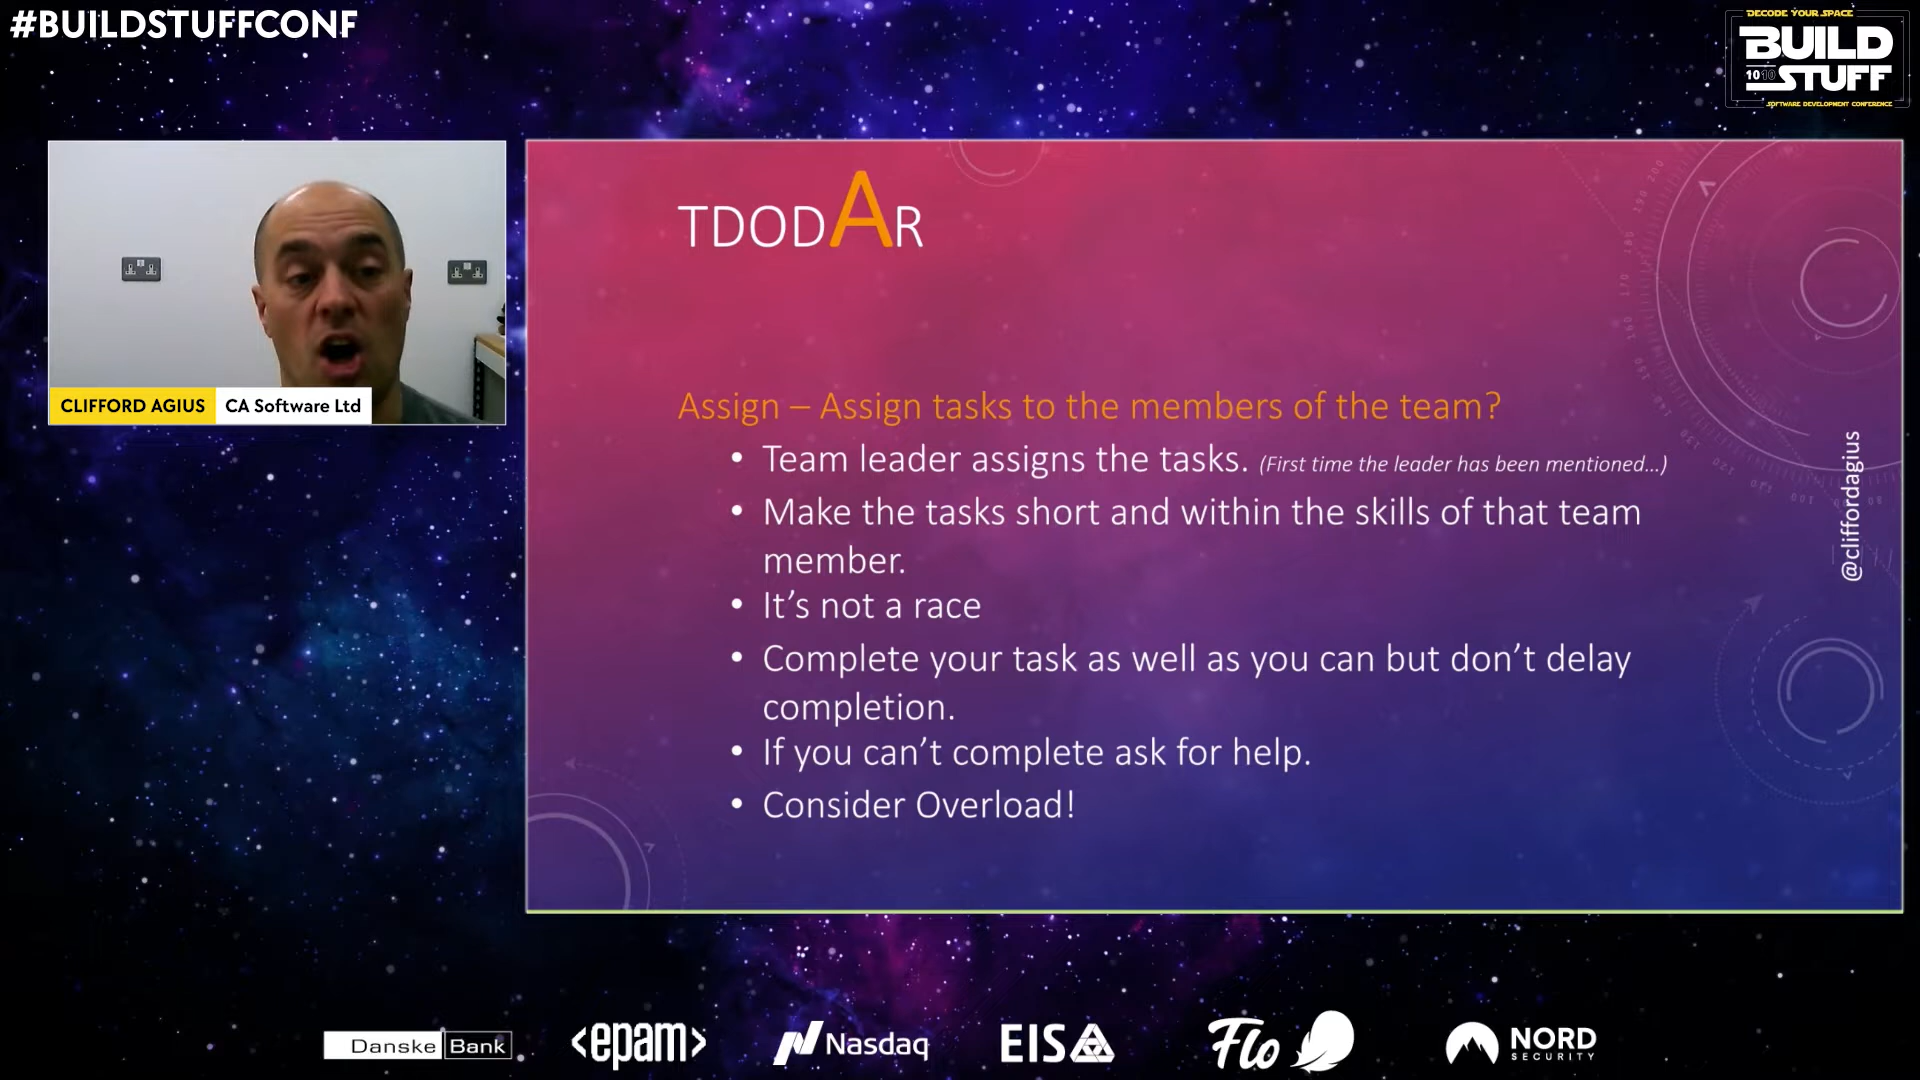 #BUILDSTUFFCONF
DECODE YOUR SPACE
BUILD
STUFF
SOFTWARE DEVELOPMENT CONFERENCE
CLIFFORD AGIUS CA Software Ltd
TDODAR
Assign – Assign tasks to the members of the team?
• Team leader assigns the tasks. (First time the leader has been mentioned...)
• Make the tasks short and within the skills of that team
member.
• It's not a race
• Complete your task as well as you can but don't delay
completion.
• If you can't complete ask for help.
• Consider Overload!
@cliffordagius
Danske Bank
<epam>
Nasdaq
EIS
Flo
NORD
SECURITY